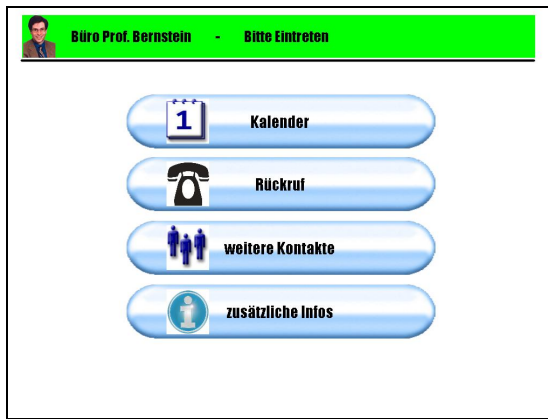 Büro Prof. Bernstein - Bitte Eintreten
1 Kalender
Rückruf
weitere Kontakte
i zusätzliche Infos